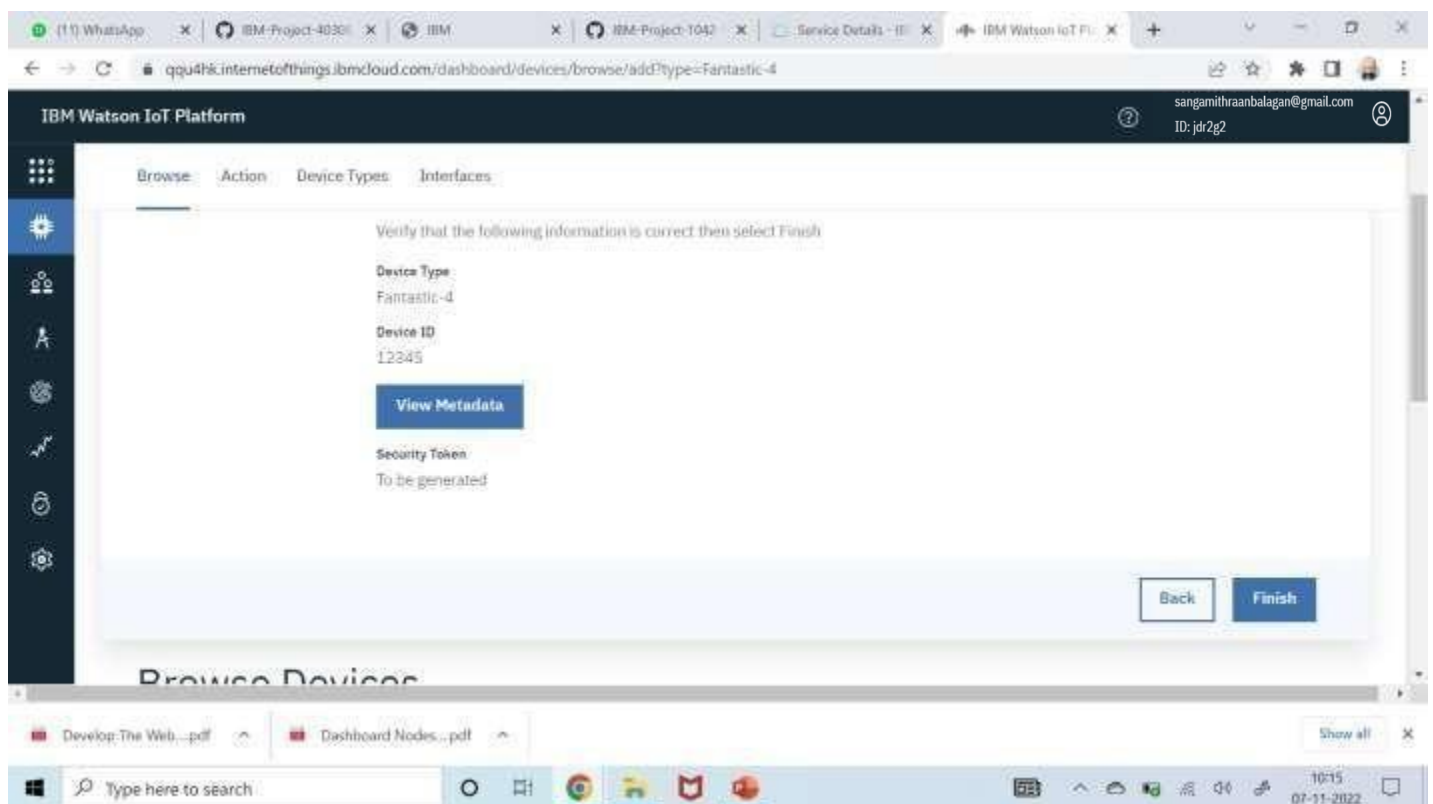 (11) WhatsApp
IBM-Project-4030
IBM
IBM-Project-1042
Service Details - I
IBM Watson IoT Pl
qqu4hk.internetofthings.ibmcloud.com/dashboard/devices/browse/add?type=Fantastic-4
IBM Watson IoT Platform
sangamithraanbalagan@gmail.com
ID: jdr2g2
Browse Action Device Types Interfaces
Verify that the following information is correct then select Finish
Device Type
Fantastic-4
Device ID
12345
View Metadata
Security Token
To be generated
Back Finish
Browse Devices
Develop The Web....pdf
Dashboard Nodes...pdf
Show all
Type here to search
10:15
07-11-2022